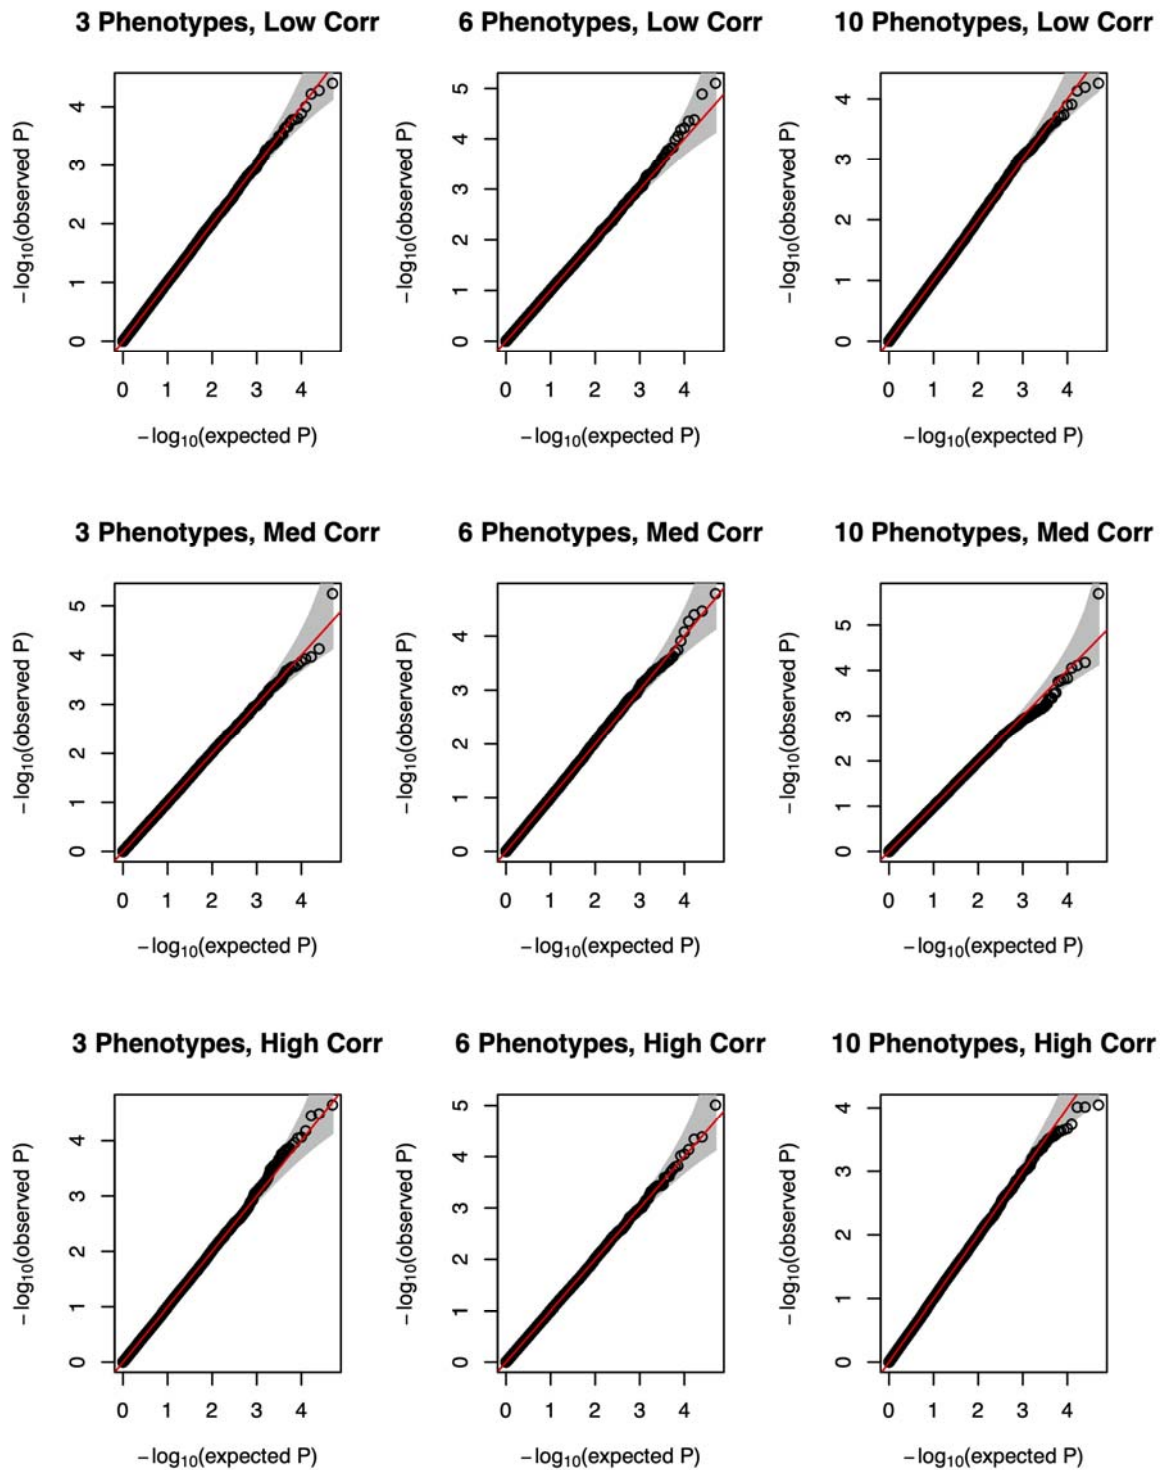 3 Phenotypes, Low Corr
−log10(observed P)
4
3
2
1
0
0 1 2 3 4
−log10(expected P)
6 Phenotypes, Low Corr
−log10(observed P)
5
4
3
2
1
0
0 1 2 3 4
−log10(expected P)
10 Phenotypes, Low Corr
−log10(observed P)
4
3
2
1
0
0 1 2 3 4
−log10(expected P)
3 Phenotypes, Med Corr
−log10(observed P)
5
4
3
2
1
0
0 1 2 3 4
−log10(expected P)
6 Phenotypes, Med Corr
−log10(observed P)
4
3
2
1
0
0 1 2 3 4
−log10(expected P)
10 Phenotypes, Med Corr
−log10(observed P)
5
4
3
2
1
0
0 1 2 3 4
−log10(expected P)
3 Phenotypes, High Corr
−log10(observed P)
4
3
2
1
0
0 1 2 3 4
−log10(expected P)
6 Phenotypes, High Corr
−log10(observed P)
5
4
3
2
1
0
0 1 2 3 4
−log10(expected P)
10 Phenotypes, High Corr
−log10(observed P)
4
3
2
1
0
0 1 2 3 4
−log10(expected P)